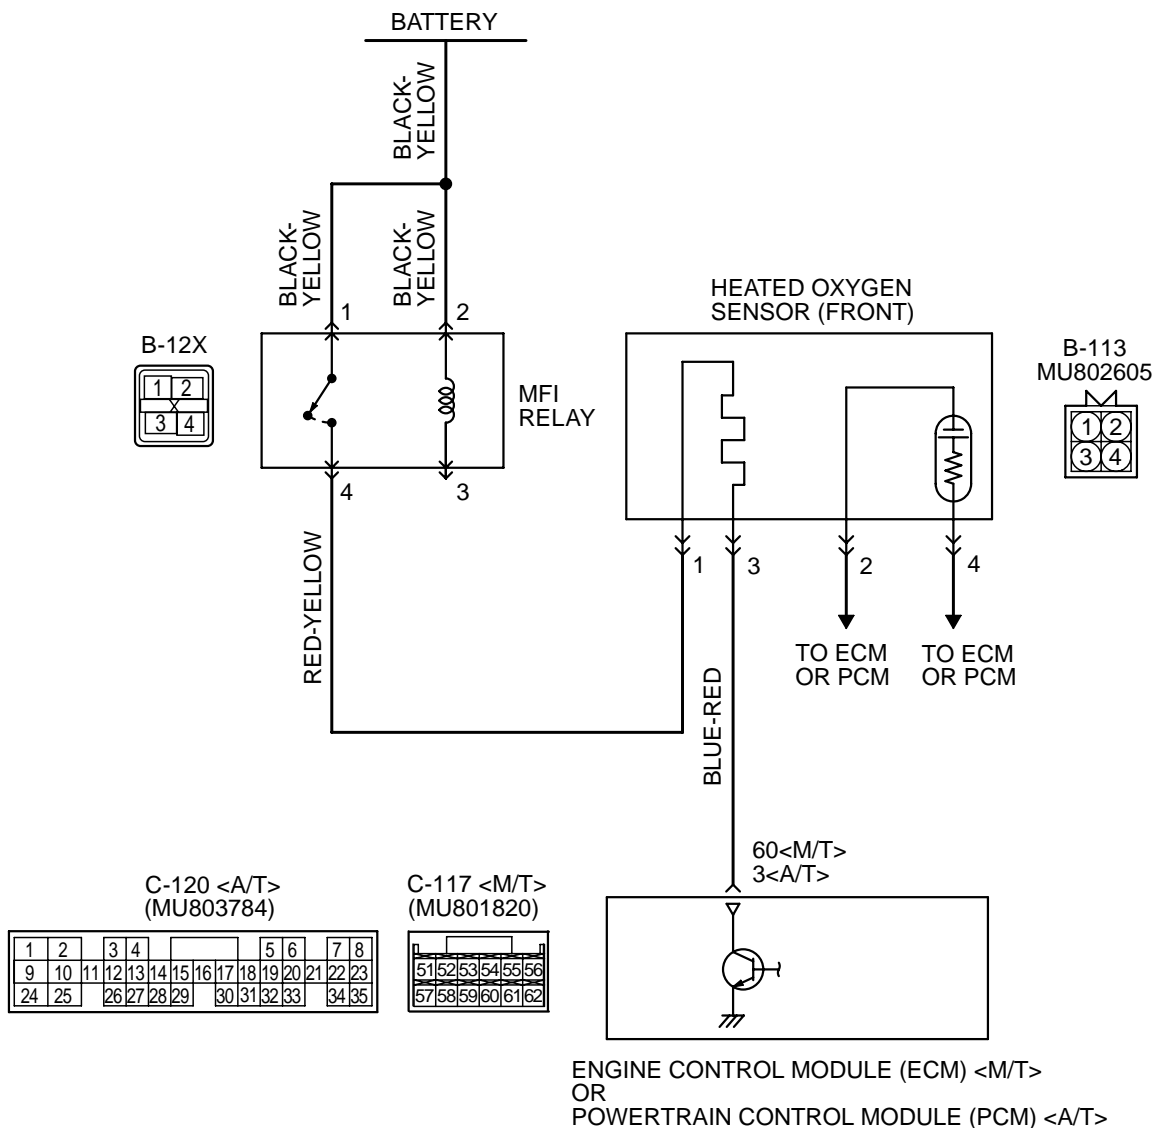 BATTERY
BLACK-
YELLOW
BLACK-
YELLOW
BLACK-
YELLOW
1
2
B-12X
1 2
X
3 4
MFI
RELAY
4
3
HEATED OXYGEN
SENSOR (FRONT)
B-113
MU802605
1 2
3 4
1
3
2
4
RED-YELLOW
TO ECM
OR PCM
TO ECM
OR PCM
BLUE-RED
60<M/T>
3<A/T>
C-120 <A/T>
(MU803784)
1 2 3 4 5 6 7 8
9 10 11 12 13 14 15 16 17 18 19 20 21 22 23
24 25 26 27 28 29 30 31 32 33 34 35
C-117 <M/T>
(MU801820)
51 52 53 54 55 56
57 58 59 60 61 62
ENGINE CONTROL MODULE (ECM) <M/T>
OR
POWERTRAIN CONTROL MODULE (PCM) <A/T>